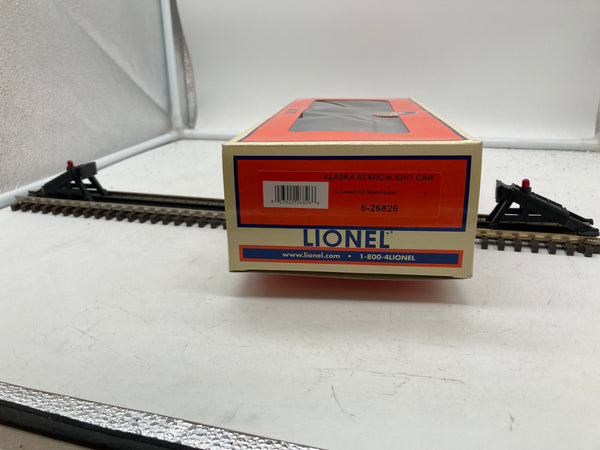 ALASKA SEARCHLIGHT CAR
ILLUMINATED SEARCHLIGHT
6-26826
LIONEL
www.lionel.com • 1-800-4LIONEL